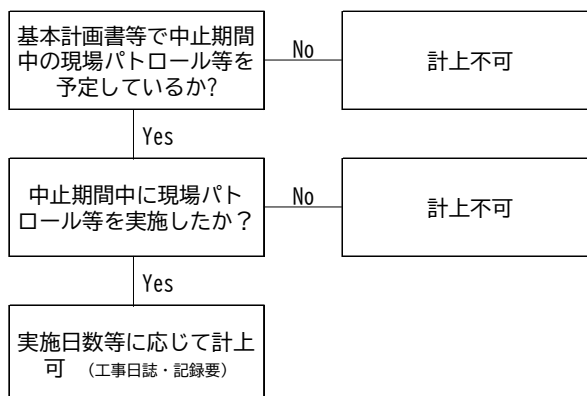 基本計画書等で中止期間
中の現場パトロール等を
予定しているか?
No
計上不可
Yes
中止期間中に現場パト
ロール等を実施したか？
No
計上不可
Yes
実施日数等に応じて計上
可 （工事日誌・記録要）